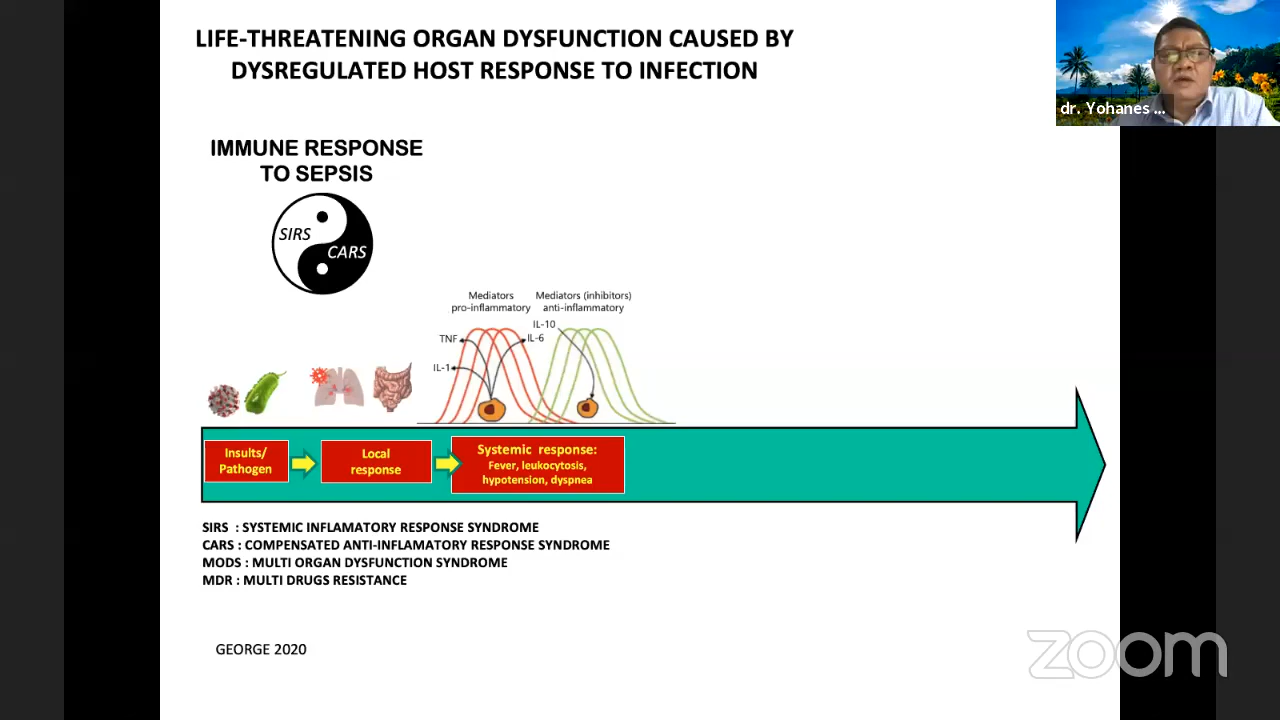 LIFE-THREATENING ORGAN DYSFUNCTION CAUSED BY
DYSREGULATED HOST RESPONSE TO INFECTION
dr. Yohanes ...
IMMUNE RESPONSE
TO SEPSIS
SIRS
CARS
Mediators
pro-inflammatory
Mediators (inhibitors)
anti-inflammatory
IL-10
TNF
IL-6
IL-1
Insults/
Pathogen
Local
response
Systemic response:
Fever, leukocytosis,
hypotension, dyspnea
SIRS : SYSTEMIC INFLAMATORY RESPONSE SYNDROME
CARS : COMPENSATED ANTI-INFLAMATORY RESPONSE SYNDROME
MODS : MULTI ORGAN DYSFUNCTION SYNDROME
MDR : MULTI DRUGS RESISTANCE
GEORGE 2020
zoom